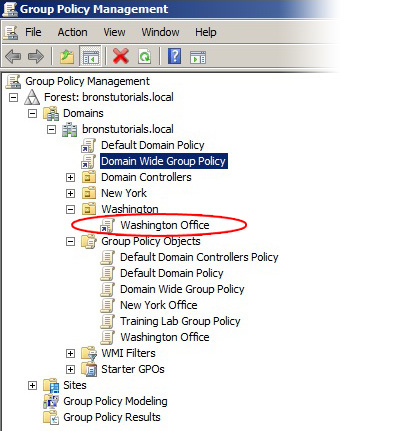 Group Policy Management
File Action View Window Help
Group Policy Management
Forest: bronstutorials.local
Domains
bronstutorials.local
Default Domain Policy
Domain Wide Group Policy
Domain Controllers
New York
Washington
Washington Office
Group Policy Objects
Default Domain Controllers Policy
Default Domain Policy
Domain Wide Group Policy
New York Office
Training Lab Group Policy
Washington Office
WMI Filters
Starter GPOs
Sites
Group Policy Modeling
Group Policy Results